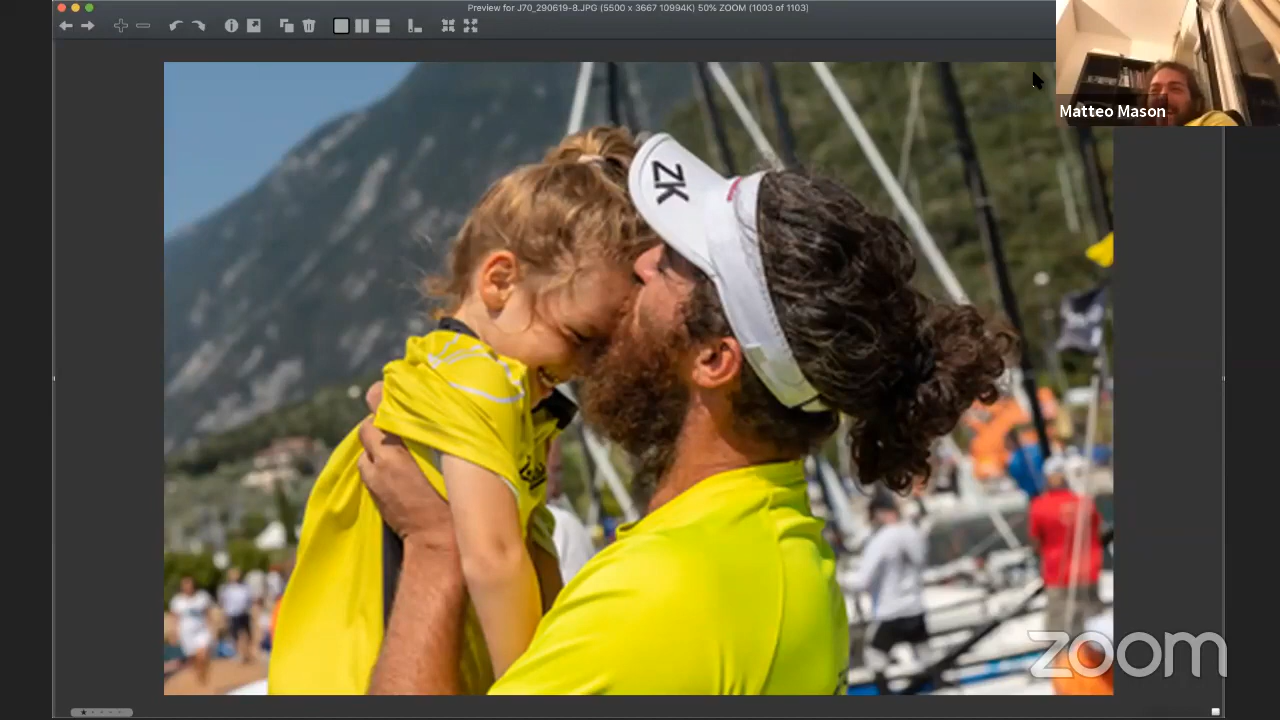 Preview for J70_290619-8.JPG (5500 x 3667 10994K) 50% ZOOM (1003 of 1103)
Matteo Mason
ZK
zoom